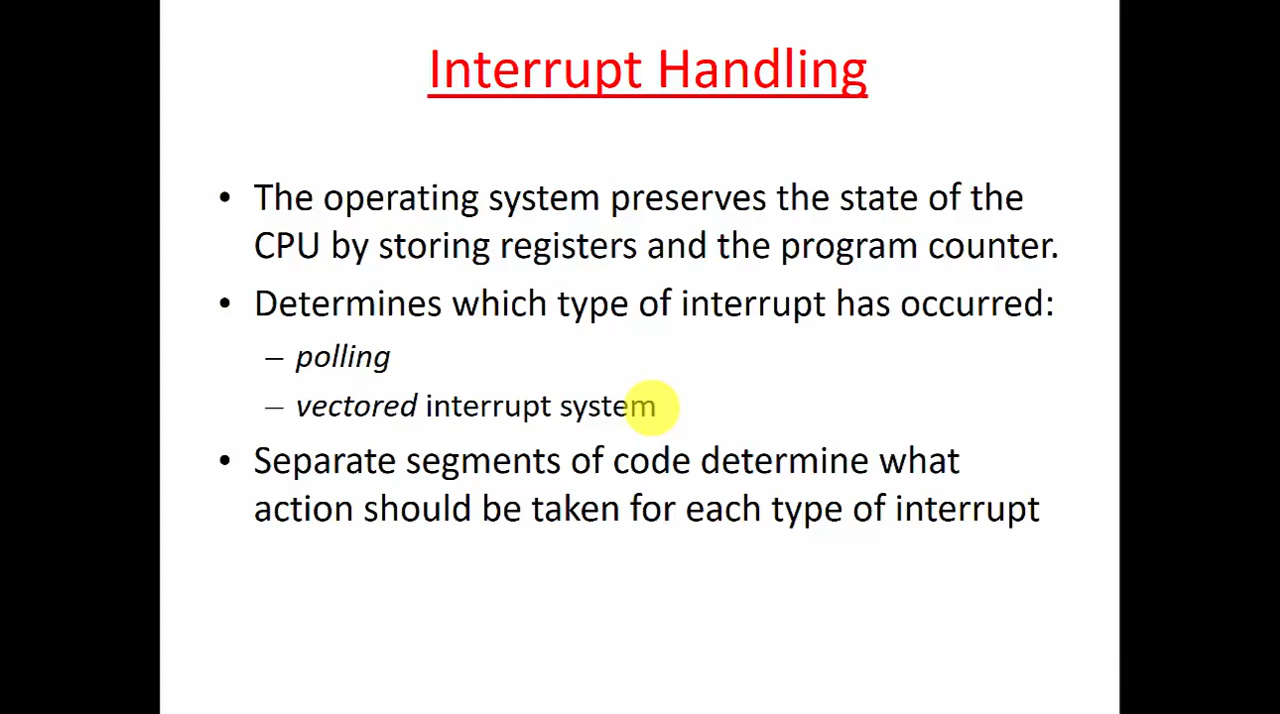 Interrupt Handling
• The operating system preserves the state of the
CPU by storing registers and the program counter.
• Determines which type of interrupt has occurred:
– polling
– vectored interrupt system
• Separate segments of code determine what
action should be taken for each type of interrupt